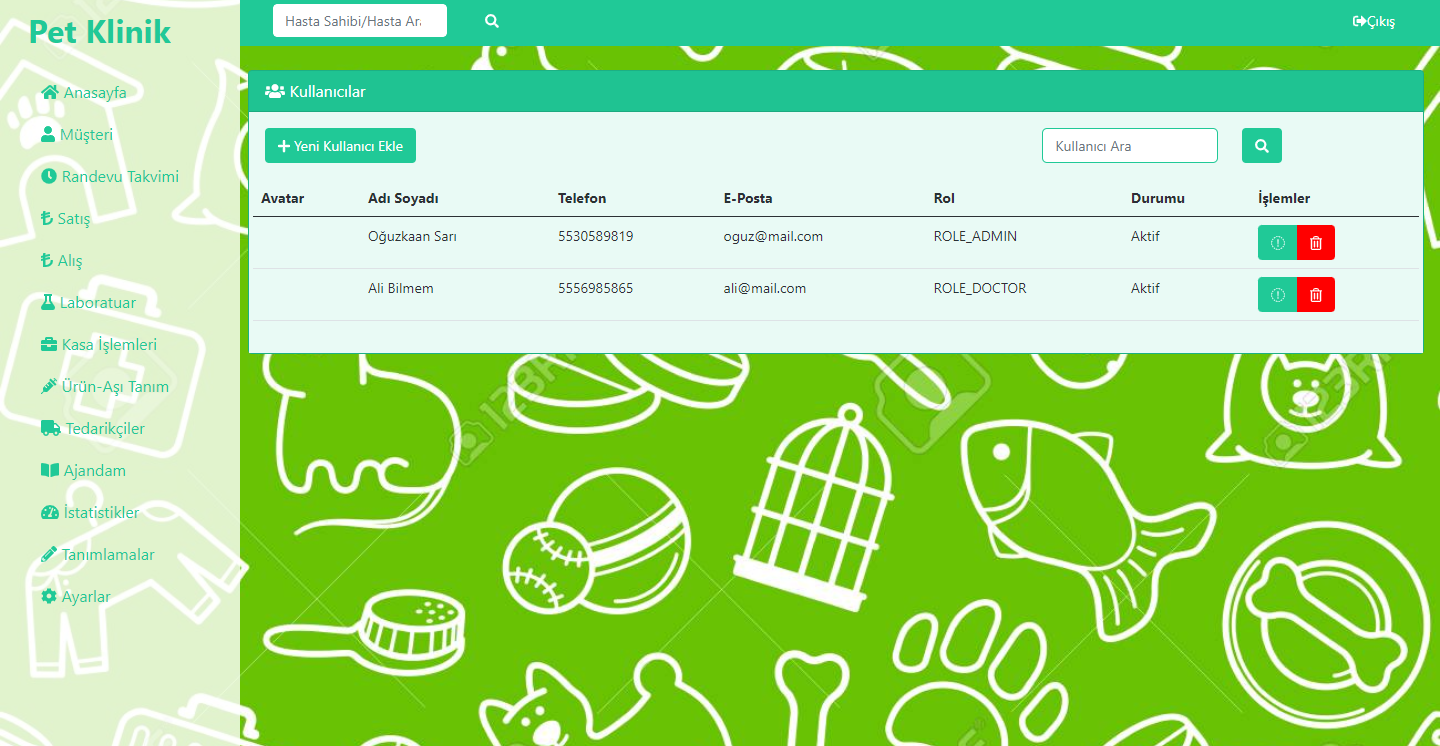 Pet Klinik
Hasta Sahibi/Hasta Ar
Çıkış
Anasayfa
Müşteri
Randevu Takvimi
Satış
Alış
Laboratuar
Kasa İşlemleri
Ürün-Aşı Tanım
Tedarikçiler
Ajandam
İstatistikler
Tanımlamalar
Ayarlar
Kullanıcılar
Yeni Kullanıcı Ekle
Kullanıcı Ara
Avatar Adı Soyadı Telefon E-Posta Rol Durumu İşlemler
Oğuzkaan Sarı 5530589819 oguz@mail.com ROLE_ADMIN Aktif
Ali Bilmem 5556985865 ali@mail.com ROLE_DOCTOR Aktif